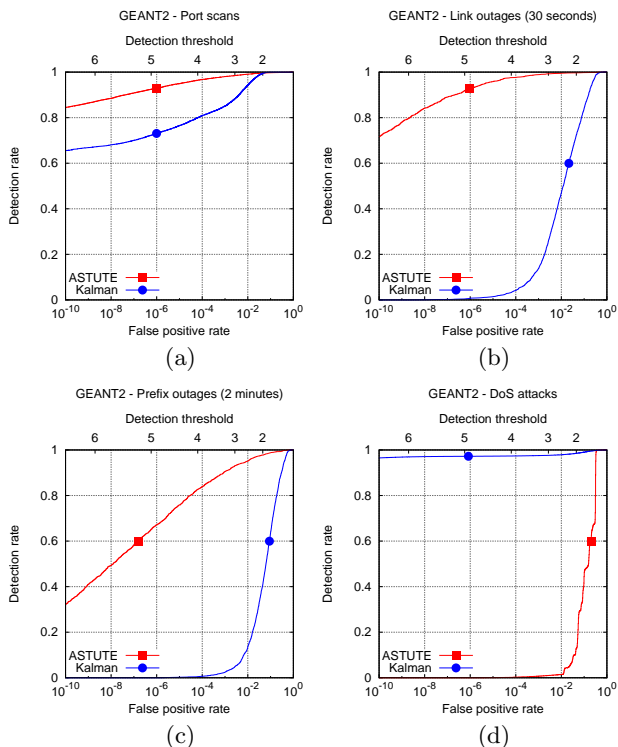 GEANT2 - Port scans
Detection threshold
6 5 4 3 2
1
0.8
0.6
0.4
0.2
0
Detection rate
ASTUTE
Kalman
10^-10 10^-8 10^-6 10^-4 10^-2 10^0
False positive rate
(a)
GEANT2 - Link outages (30 seconds)
Detection threshold
6 5 4 3 2
1
0.8
0.6
0.4
0.2
0
Detection rate
ASTUTE
Kalman
10^-10 10^-8 10^-6 10^-4 10^-2 10^0
False positive rate
(b)
GEANT2 - Prefix outages (2 minutes)
Detection threshold
6 5 4 3 2
1
0.8
0.6
0.4
0.2
0
Detection rate
ASTUTE
Kalman
10^-10 10^-8 10^-6 10^-4 10^-2 10^0
False positive rate
(c)
GEANT2 - DoS attacks
Detection threshold
6 5 4 3 2
1
0.8
0.6
0.4
0.2
0
Detection rate
ASTUTE
Kalman
10^-10 10^-8 10^-6 10^-4 10^-2 10^0
False positive rate
(d)